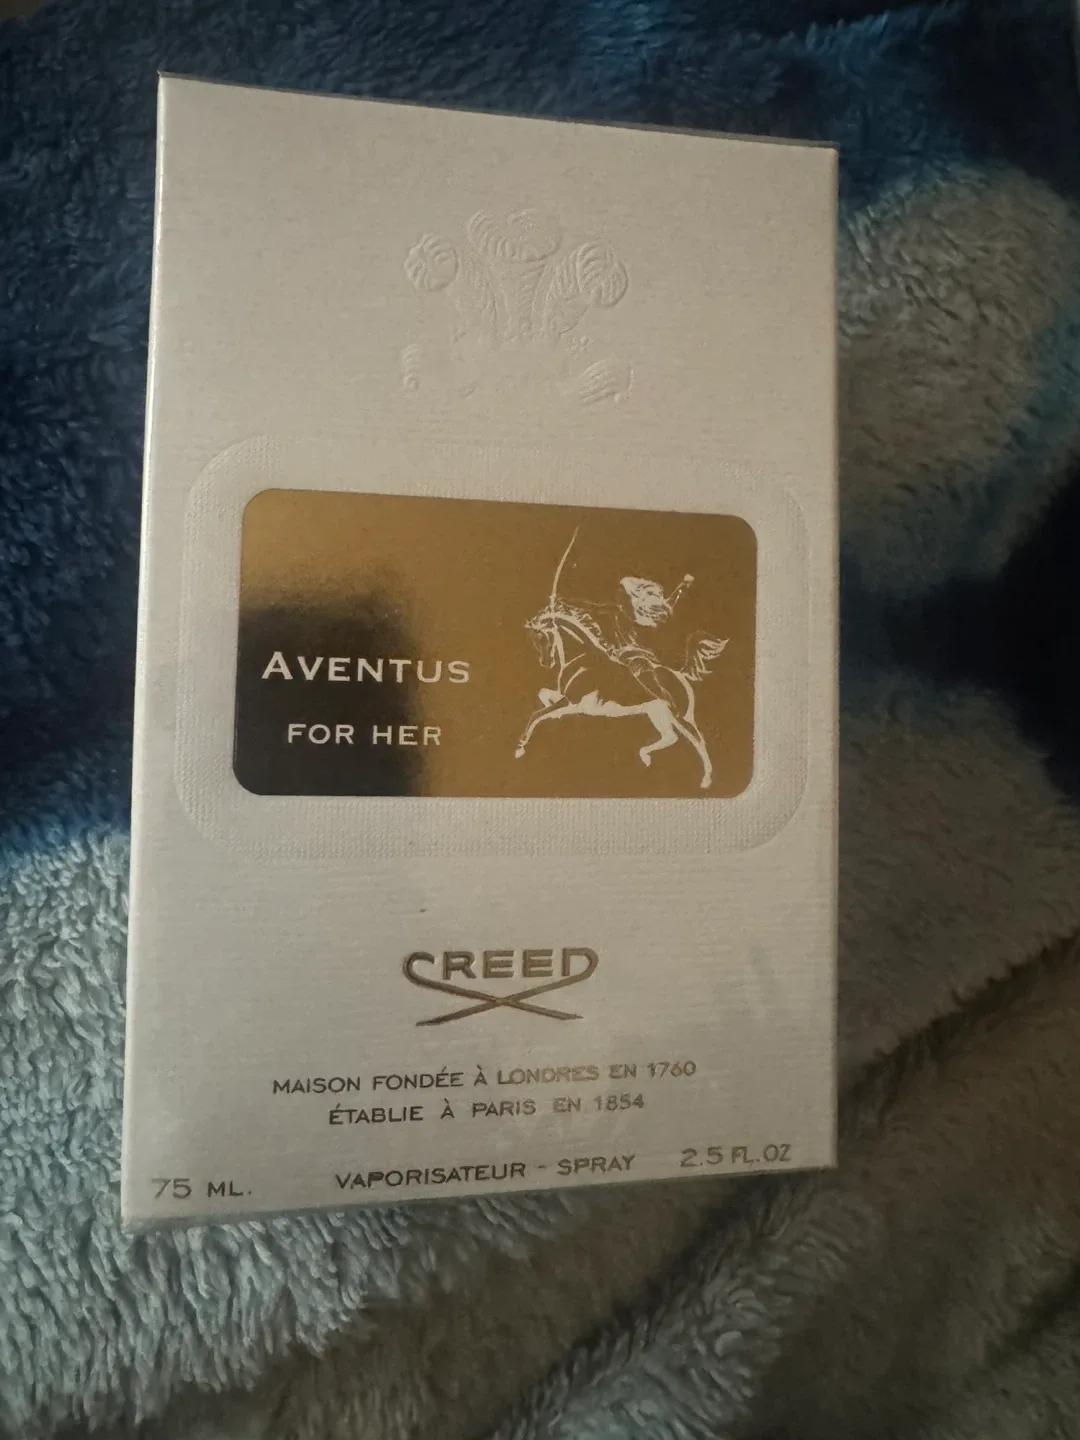 AVENTUS
FOR HER
CREED
MAISON FONDÉE À LONDRES EN 1760
ÉTABLIE À PARIS EN 1854
75 ML. VAPORISATEUR - SPRAY 2.5 FL.OZ